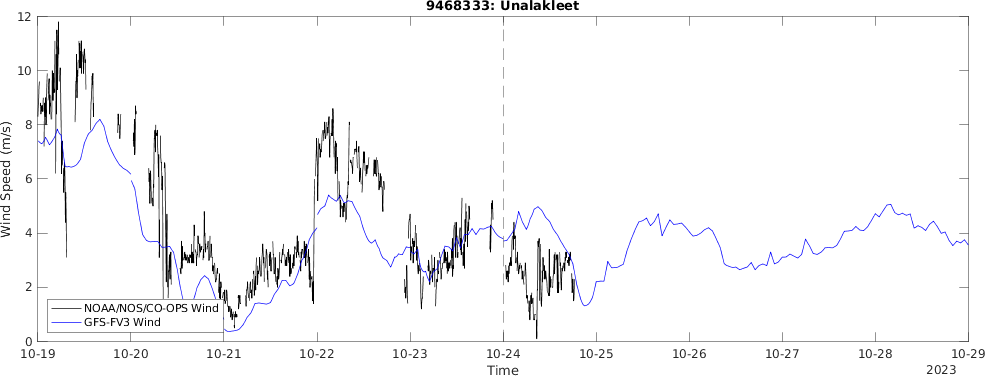 9468333: Unalakleet
Wind Speed (m/s)
12
10
8
6
4
2
0
NOAA/NOS/CO-OPS Wind
GFS-FV3 Wind
10-19 10-20 10-21 10-22 10-23 10-24 10-25 10-26 10-27 10-28 10-29
Time
2023